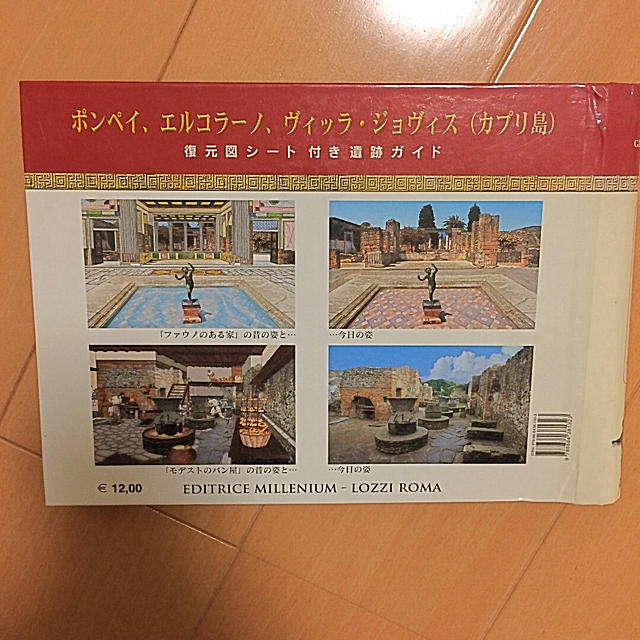 ポンペイ、エルコラーノ、ヴィッラ・ジョヴィス（カプリ島）
復元図シート 付き遺跡ガイド
「ファウノのある家」の昔の姿と…
…今日の姿
「モデストのパン屋」の昔の姿と…
…今日の姿
€ 12,00
EDITRICE MILLENIUM - LOZZI ROMA